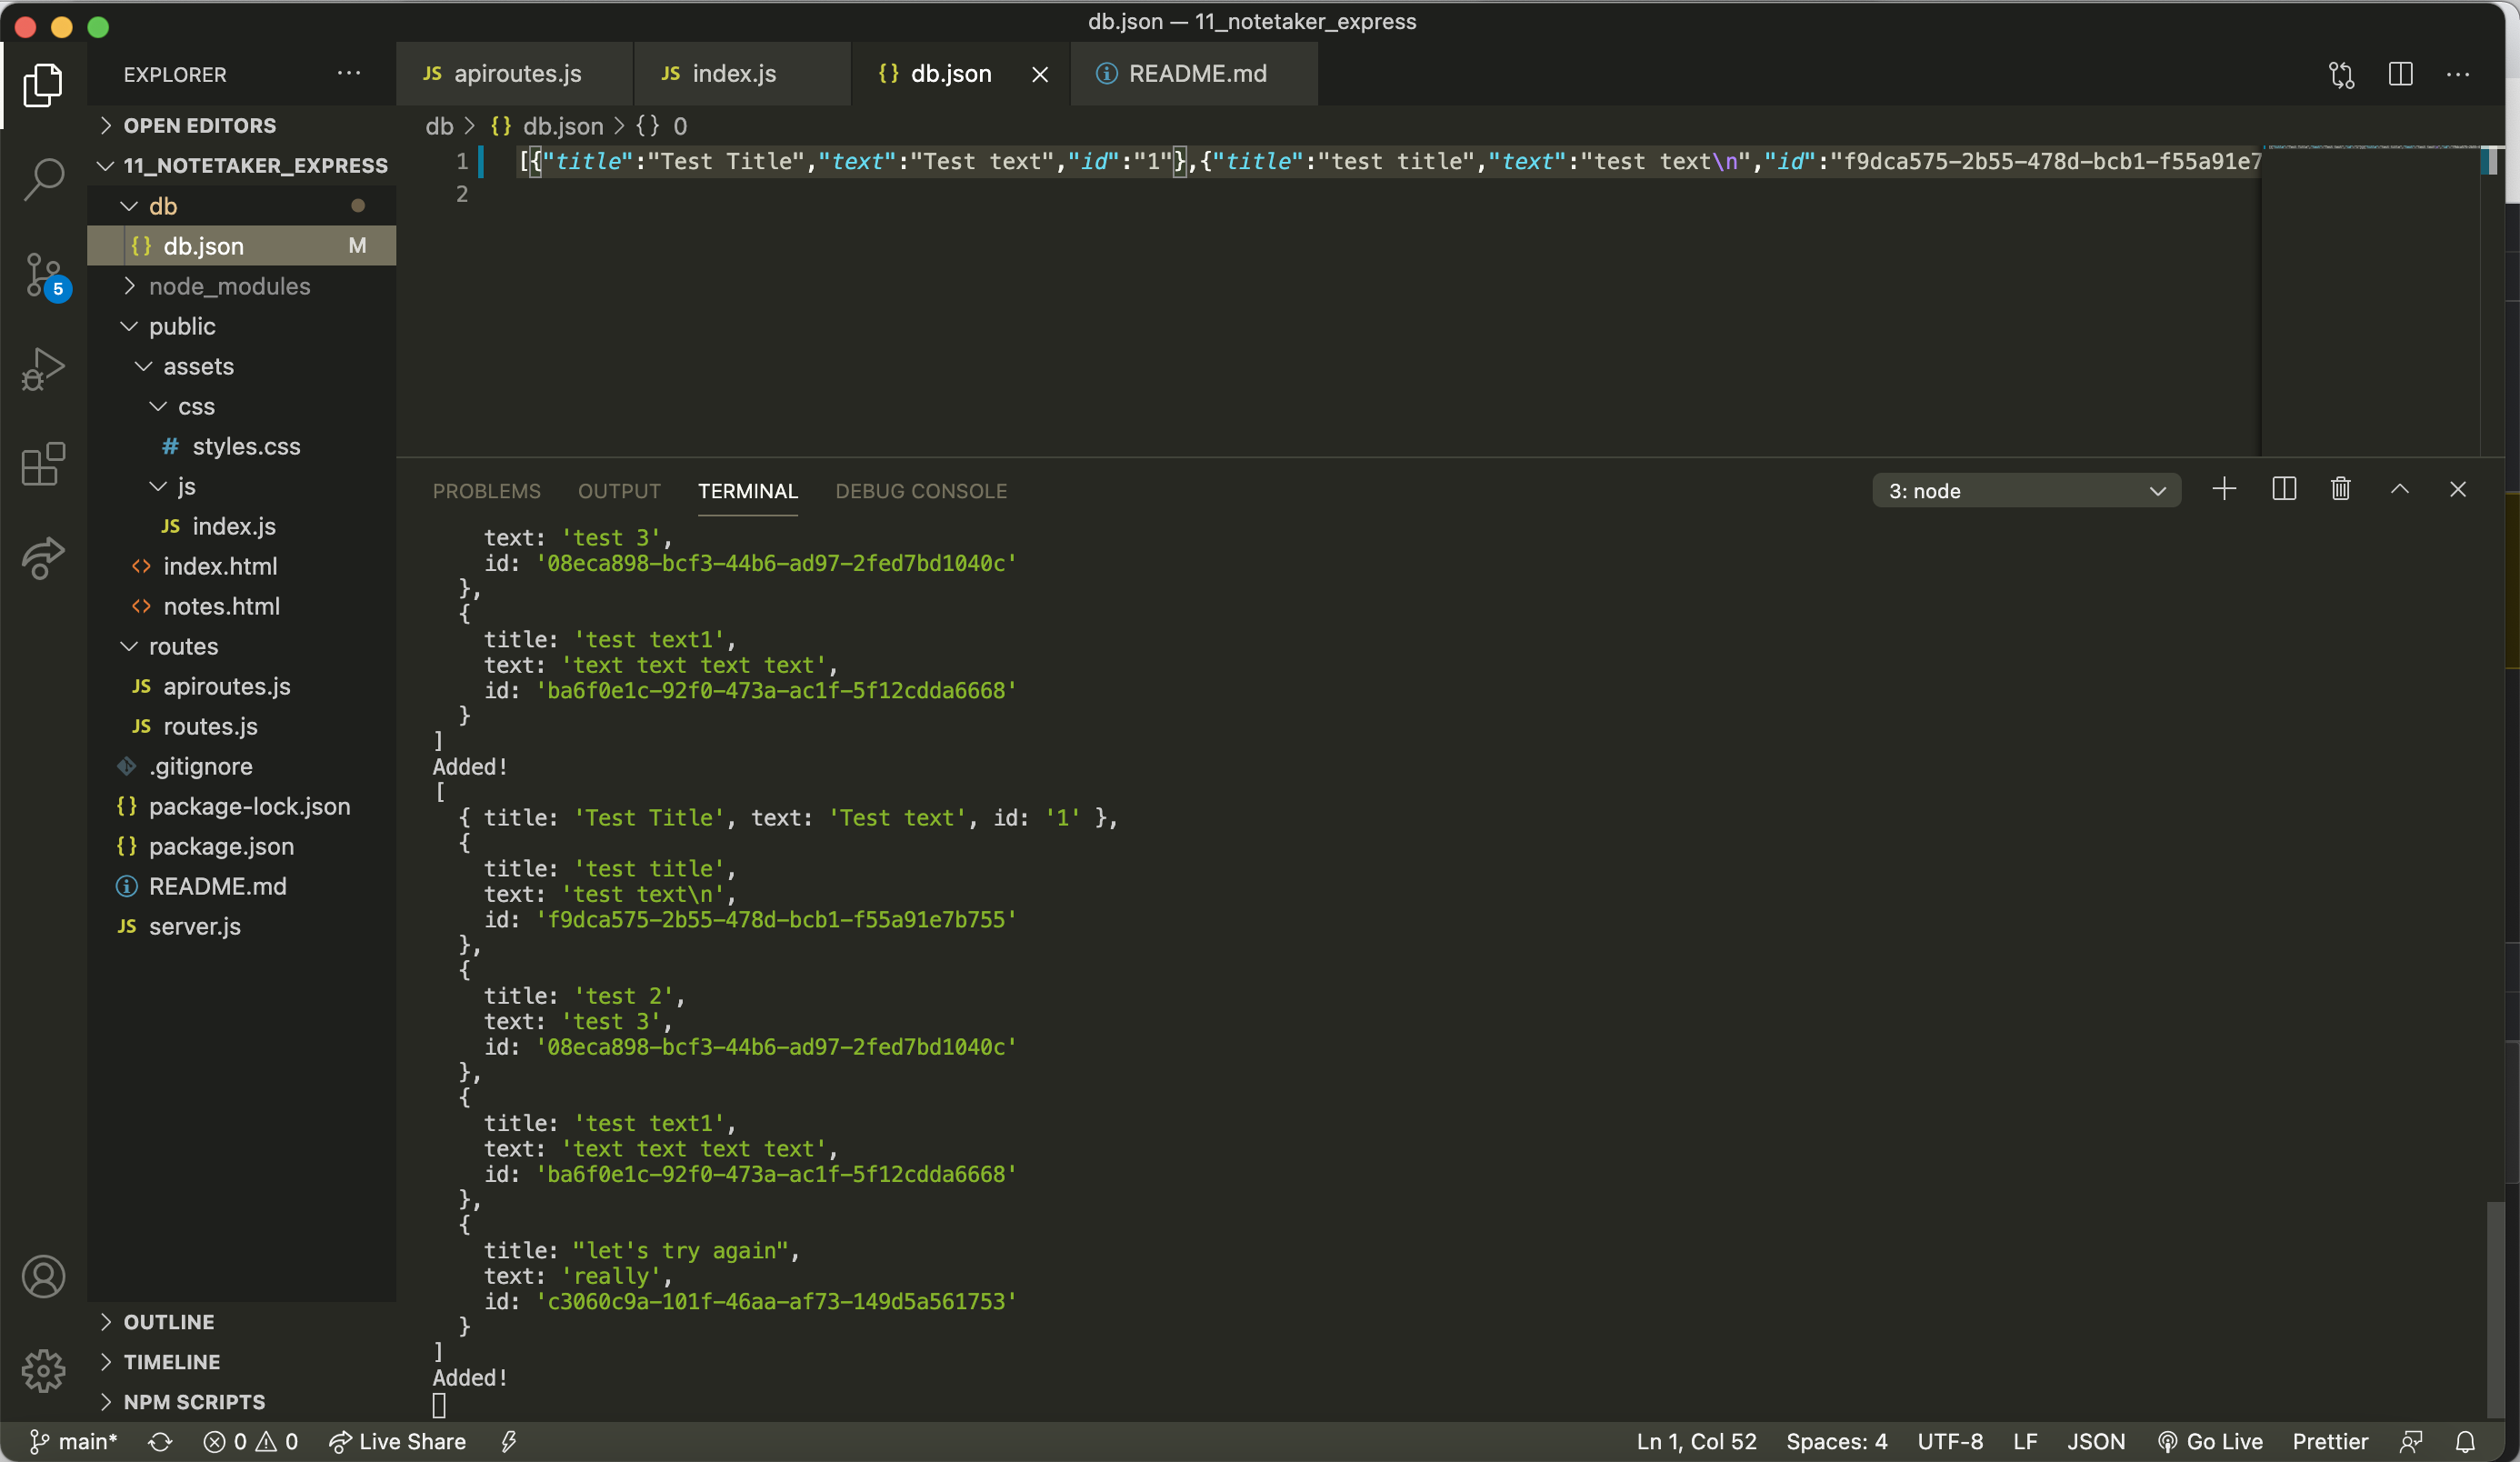 db.json — 11_notetaker_express
EXPLORER
JS apiroutes.js
JS index.js
{} db.json
README.md
OPEN EDITORS
11_NOTETAKER_EXPRESS
db
{} db.json M
node_modules
public
assets
css
# styles.css
js
JS index.js
<> index.html
<> notes.html
routes
JS apiroutes.js
JS routes.js
.gitignore
{} package-lock.json
{} package.json
README.md
JS server.js
OUTLINE
TIMELINE
NPM SCRIPTS
5
db > {} db.json > {} 0
1 [{"title":"Test Title","text":"Test text","id":"1"},{"title":"test title","text":"test text\n","id":"f9dca575-2b55-478d-bcb1-f55a91e7
2
PROBLEMS OUTPUT TERMINAL DEBUG CONSOLE
3: node
text: 'test 3',
id: '08eca898-bcf3-44b6-ad97-2fed7bd1040c'
},
{
title: 'test text1',
text: 'text text text text',
id: 'ba6f0e1c-92f0-473a-ac1f-5f12cdda6668'
}
]
Added!
[
{ title: 'Test Title', text: 'Test text', id: '1' },
{
title: 'test title',
text: 'test text\n',
id: 'f9dca575-2b55-478d-bcb1-f55a91e7b755'
},
{
title: 'test 2',
text: 'test 3',
id: '08eca898-bcf3-44b6-ad97-2fed7bd1040c'
},
{
title: 'test text1',
text: 'text text text text',
id: 'ba6f0e1c-92f0-473a-ac1f-5f12cdda6668'
},
{
title: "let's try again",
text: 'really',
id: 'c3060c9a-101f-46aa-af73-149d5a561753'
}
]
Added!
main* 0 0 Live Share
Ln 1, Col 52 Spaces: 4 UTF-8 LF JSON Go Live Prettier